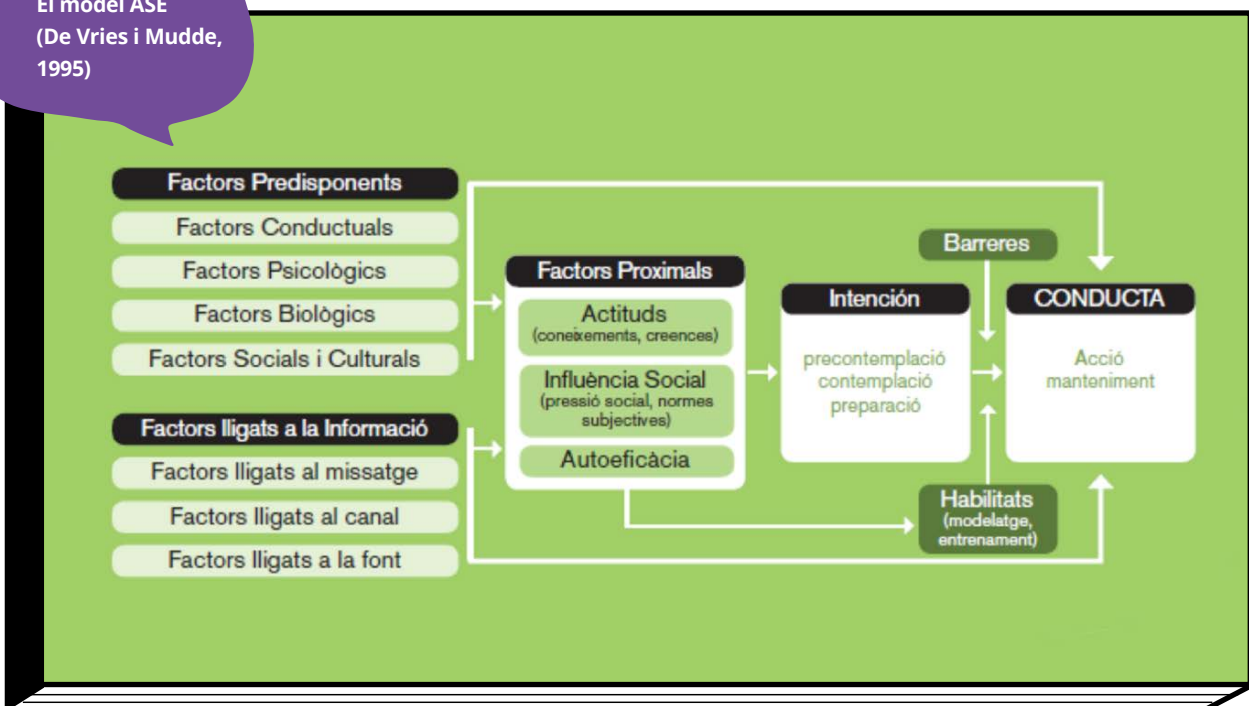 El model ASE
(De Vries i Mudde,
1995)
Factors Predisponents
Factors Conductuals
Factors Psicològics
Factors Biològics
Factors Socials i Culturals
Factors lligats a la Informació
Factors lligats al missatge
Factors lligats al canal
Factors lligats a la font
Factors Proximals
Actituds
(coneixements, creences)
Influència Social
(pressió social, normes
subjectives)
Autoeficàcia
Intención
precontemplació
contemplació
preparació
Barreres
Habilitats
(modelatge,
entrenament)
CONDUCTA
Acció
manteniment